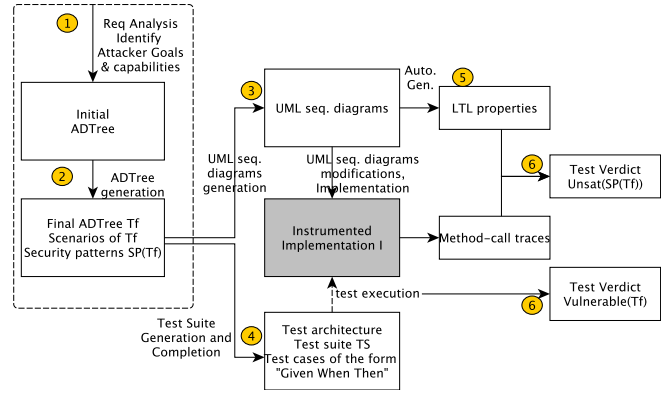 1
Req Analysis
Identify
Attacker Goals
& capabilities
Initial
ADTree
2
ADTree
generation
Final ADTree Tf
Scenarios of Tf
Security patterns SP(Tf)
3
UML seq.
diagrams
generation
UML seq. diagrams
Auto.
Gen.
5
LTL properties
UML seq. diagrams
modifications,
Implementation
Instrumented
Implementation I
Method-call traces
6
Test Verdict
Unsat(SP(Tf))
test execution
6
Test Verdict
Vulnerable(Tf)
Test Suite
Generation and
Completion
4
Test architecture
Test suite TS
Test cases of the form
"Given When Then"